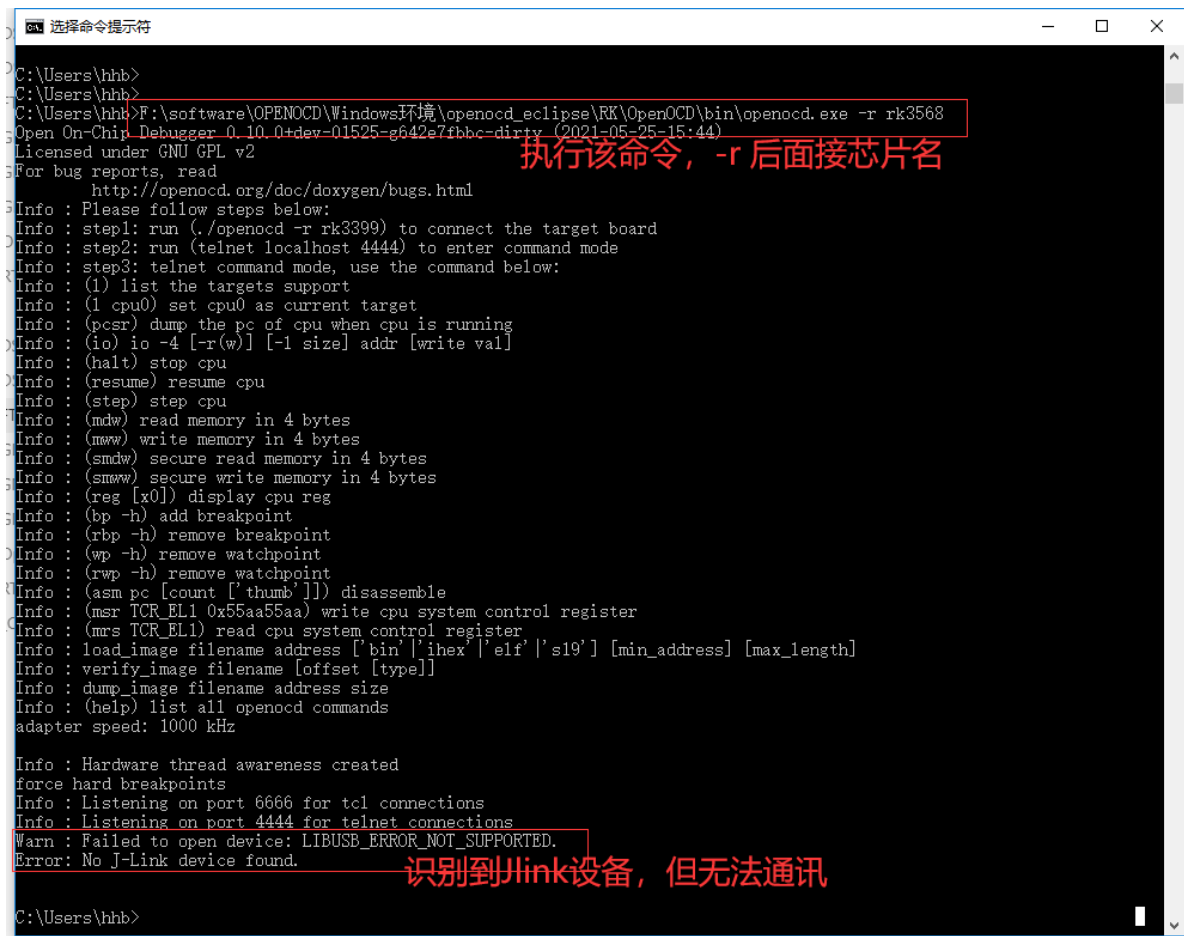 选择命令提示符
C:\Users\hhb>
C:\Users\hhb>
C:\Users\hhb>F:\software\OPENOCD\Windows环境\openocd_eclipse\RK\OpenOCD\bin\openocd.exe -r rk3568
Open On-Chip Debugger 0.10.0+dev-01525-g642e7fbbc-dirty (2021-05-25-15:44)
Licensed under GNU GPL v2
执行该命令，-r 后面接芯片名
For bug reports, read
http://openocd.org/doc/doxygen/bugs.html
Info : Please follow steps below:
Info : step1: run (./openocd -r rk3399) to connect the target board
Info : step2: run (telnet localhost 4444) to enter command mode
Info : step3: telnet command mode, use the command below:
Info : (1) list the targets support
Info : (1 cpu0) set cpu0 as current target
Info : (pcsr) dump the pc of cpu when cpu is running
Info : (io) io -4 [-r(w)] [-1 size] addr [write val]
Info : (halt) stop cpu
Info : (resume) resume cpu
Info : (step) step cpu
Info : (mdw) read memory in 4 bytes
Info : (mww) write memory in 4 bytes
Info : (smdw) secure read memory in 4 bytes
Info : (smww) secure write memory in 4 bytes
Info : (reg [x0]) display cpu reg
Info : (bp -h) add breakpoint
Info : (rbp -h) remove breakpoint
Info : (wp -h) remove watchpoint
Info : (rwp -h) remove watchpoint
Info : (asm pc [count ['thumb']]) disassemble
Info : (msr TCR_EL1 0x55aa55aa) write cpu system control register
Info : (mrs TCR_EL1) read cpu system control register
Info : load_image filename address ['bin'|'ihex'|'elf'|'s19'] [min_address] [max_length]
Info : verify_image filename [offset [type]]
Info : dump_image filename address size
Info : (help) list all openocd commands
adapter speed: 1000 kHz
Info : Hardware thread awareness created
force hard breakpoints
Info : Listening on port 6666 for tcl connections
Info : Listening on port 4444 for telnet connections
Warn : Failed to open device: LIBUSB_ERROR_NOT_SUPPORTED.
Error: No J-Link device found.
识别到Jlink设备，但无法通讯
C:\Users\hhb>